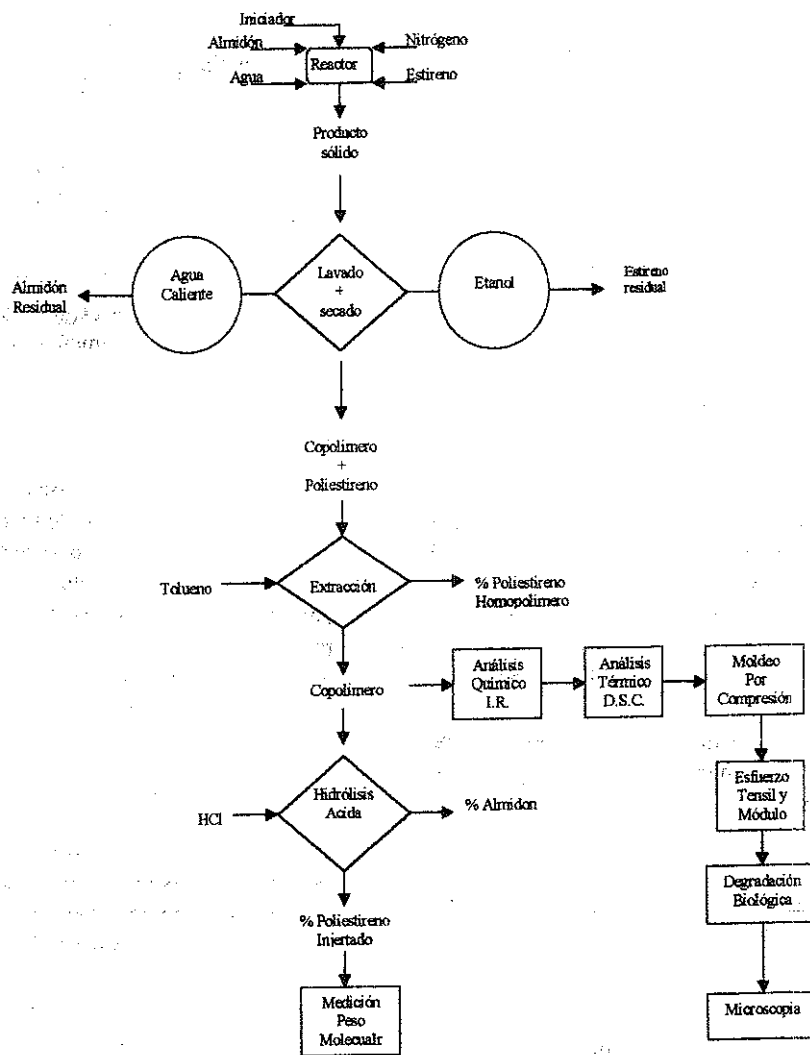 Iniciador
Almidón
Nitrógeno
Reactor
Agua
Estireno
Producto
sólido
Agua
Caliente
Lavado
+
secado
Etanol
Almidón
Residual
Estireno
residual
Copolimero
+
Poliestireno
Tolueno
Extracción
% Poliestireno
Homopolimero
Copolimero
Análisis
Químico
I.R.
Análisis
Térmico
D.S.C.
Moldeo
Por
Compresión
Esfuerzo
Tensil y
Módulo
HCl
Hidrólisis
Acida
% Almidon
Degradación
Biológica
% Poliestireno
Injertado
Medición
Peso
Molecualr
Microscopia